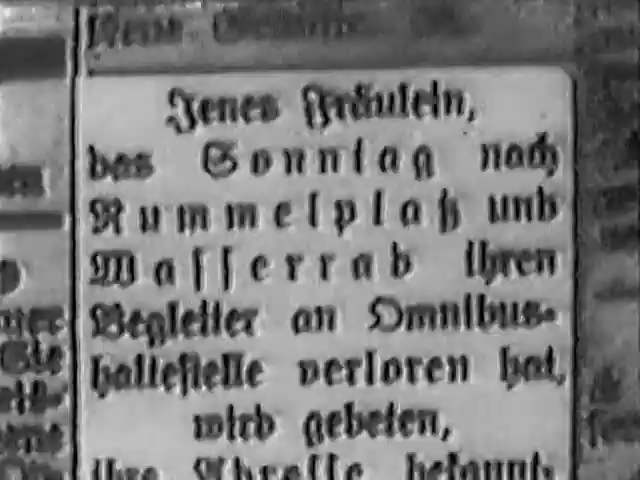 Jenes Fräulein,
das Sonntag nach
Rummelplatz und
Wasserrad ihren
Begleiter an Omnibus-
haltestelle verloren hat,
wird gebeten,
ihre Adresse bekannt-